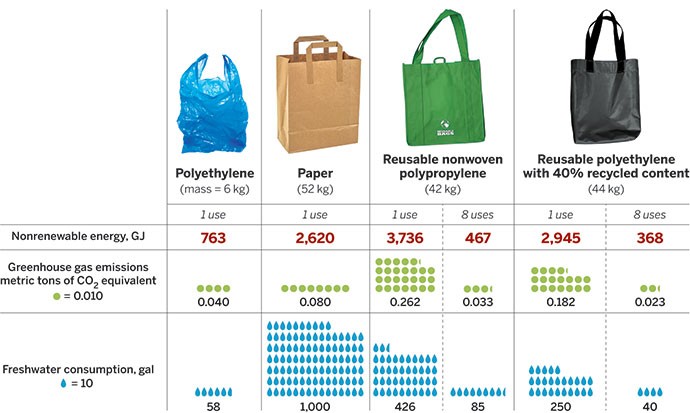 Polyethylene
(mass = 6 kg)
Paper
(52 kg)
Reusable nonwoven
polypropylene
(42 kg)
Reusable polyethylene
with 40% recycled content
(44 kg)
1 use
1 use
1 use
8 uses
1 use
8 uses
Nonrenewable energy, GJ
763
2,620
3,736
467
2,945
368
Greenhouse gas emissions
metric tons of CO2 equivalent
= 0.010
0.040
0.080
0.262
0.033
0.182
0.023
Freshwater consumption, gal
= 10
58
1,000
426
85
250
40